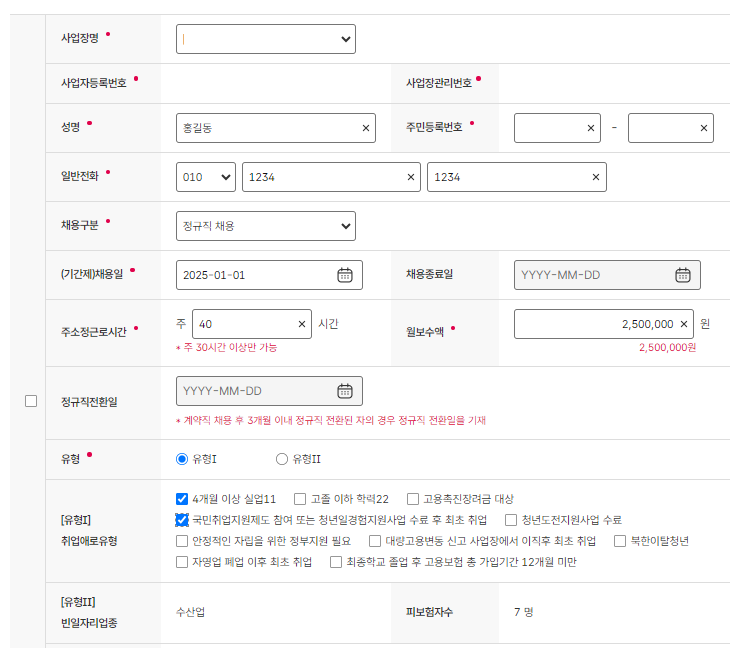 사업장명
사업자등록번호 사업장관리번호
성명 홍길동 주민등록번호 -
일반전화 010 1234 1234
채용구분 정규직 채용
(기간제)채용일 2025-01-01 채용종료일 YYYY-MM-DD
주소정근로시간 주 40 시간 월보수액 2,500,000 원
* 주 30시간 이상만 가능 2,500,000원
정규직전환일 YYYY-MM-DD
* 계약직 채용 후 3개월 이내 정규직 전환된 자의 경우 정규직 전환일을 기재
유형 유형I 유형II
[유형I]
취업애로유형
4개월 이상 실업11 고졸 이하 학력22 고용촉진장려금 대상
국민취업지원제도 참여 또는 청년일경험지원사업 수료 후 최초 취업 청년도전지원사업 수료
안정적인 자립을 위한 정부지원 필요 대량고용변동 신고 사업장에서 이직후 최초 취업 북한이탈청년
자영업 폐업 이후 최초 취업 최종학교 졸업 후 고용보험 총 가입기간 12개월 미만
[유형II]
빈일자리업종
수산업 피보험자수 7 명